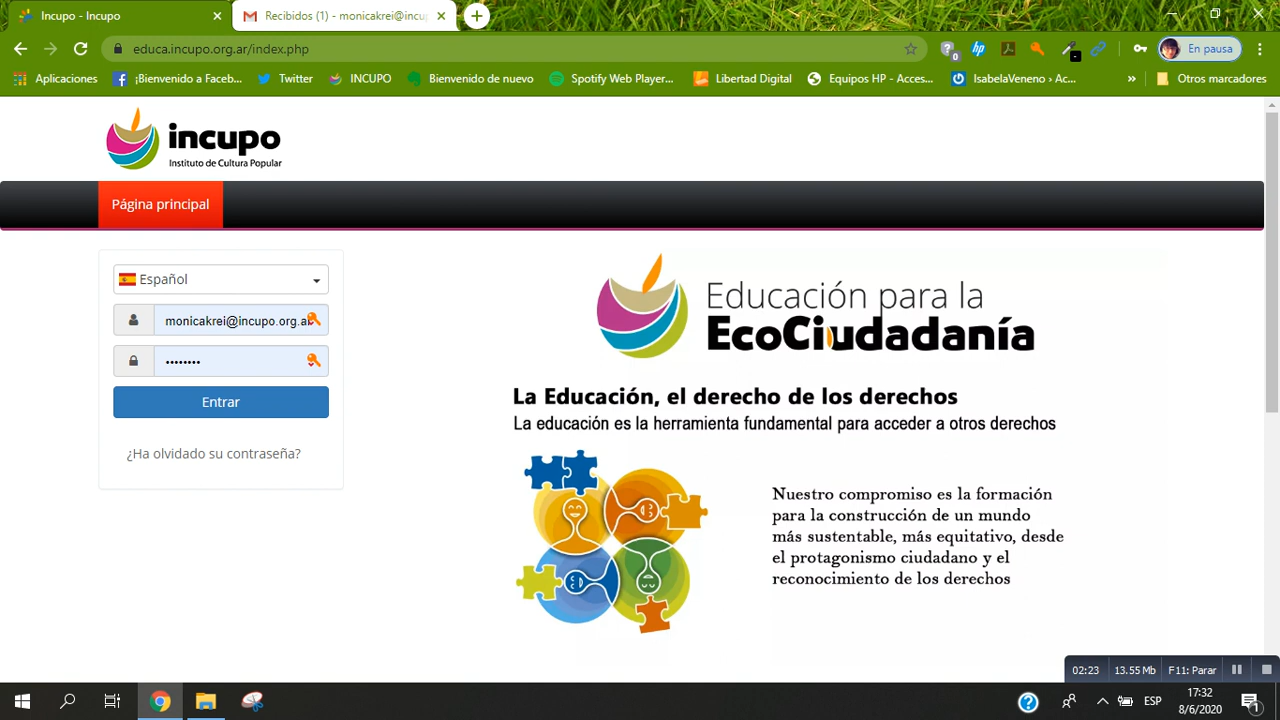 Incupo - Incupo
Recibidos (1) - monicakrei@incu
educa.incupo.org.ar/index.php
En pausa
Aplicaciones
¡Bienvenido a Faceb...
Twitter
INCUPO
Bienvenido de nuevo
Spotify Web Player...
Libertad Digital
Equipos HP - Acces...
IsabelaVeneno › Ac...
»
Otros marcadores
incupo
Instituto de Cultura Popular
Página principal
Español
monicakrei@incupo.org.a
••••••••
Entrar
¿Ha olvidado su contraseña?
Educación para la
EcoCiudadanía
La Educación, el derecho de los derechos
La educación es la herramienta fundamental para acceder a otros derechos
Nuestro compromiso es la formación
para la construcción de un mundo
más sustentable, más equitativo, desde
el protagonismo ciudadano y el
reconocimiento de los derechos
02:23
13.55 Mb
F11: Parar
ESP
17:32
8/6/2020